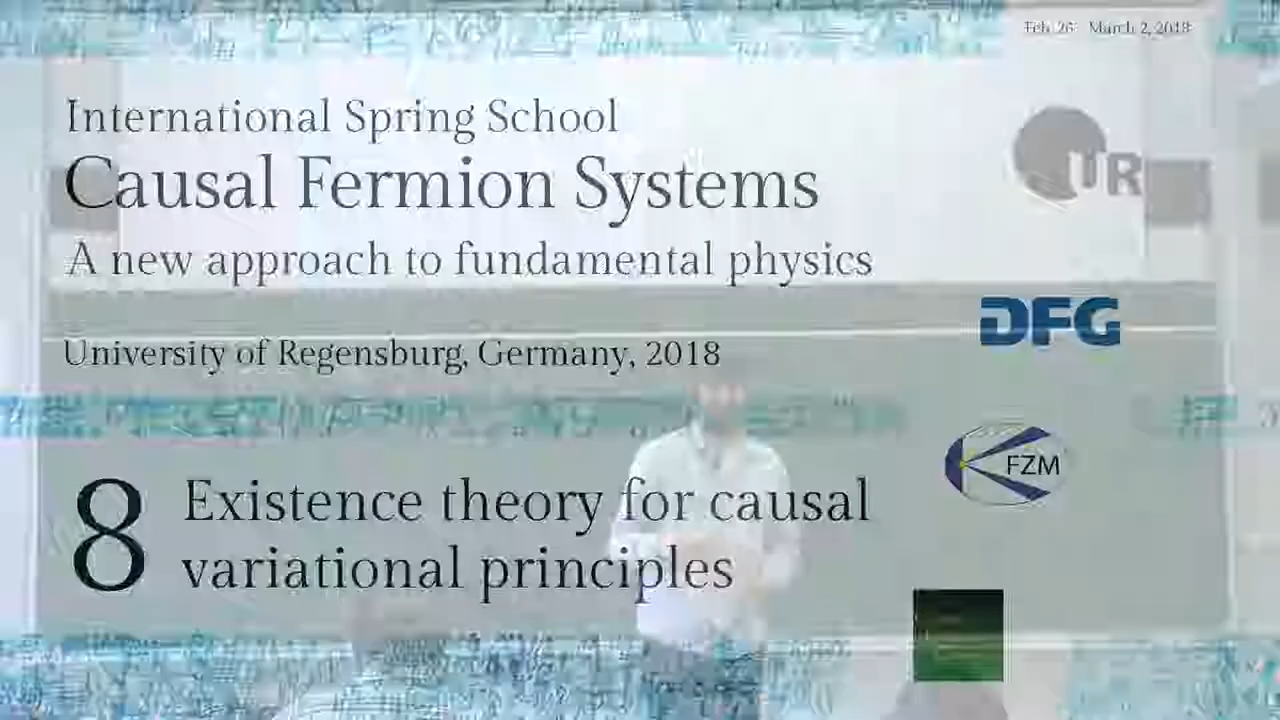 Feb. 26 - March 2, 2018
International Spring School
Causal Fermion Systems
A new approach to fundamental physics
UR
DFG
University of Regensburg, Germany, 2018
FZM
8 Existence theory for causal
variational principles